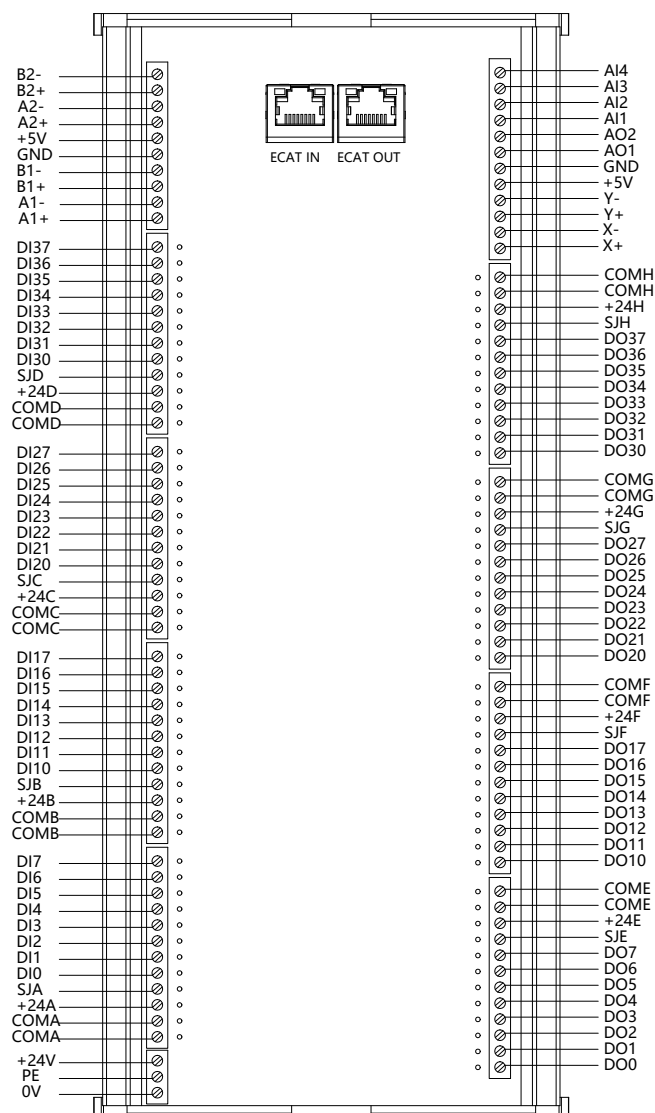 B2-
B2+
A2-
A2+
+5V
GND
B1-
B1+
A1-
A1+
DI37
DI36
DI35
DI34
DI33
DI32
DI31
DI30
SJD
+24D
COMD
COMD
DI27
DI26
DI25
DI24
DI23
DI22
DI21
DI20
SJC
+24C
COMC
COMC
DI17
DI16
DI15
DI14
DI13
DI12
DI11
DI10
SJB
+24B
COMB
COMB
DI7
DI6
DI5
DI4
DI3
DI2
DI1
DI0
SJA
+24A
COMA
COMA
+24V
PE
0V
ECAT IN ECAT OUT
AI4
AI3
AI2
AI1
AO2
AO1
GND
+5V
Y-
Y+
X-
X+
COMH
COMH
+24H
SJH
DO37
DO36
DO35
DO34
DO33
DO32
DO31
DO30
COMG
COMG
+24G
SJG
DO27
DO26
DO25
DO24
DO23
DO22
DO21
DO20
COMF
COMF
+24F
SJF
DO17
DO16
DO15
DO14
DO13
DO12
DO11
DO10
COME
COME
+24E
SJE
DO7
DO6
DO5
DO4
DO3
DO2
DO1
DO0